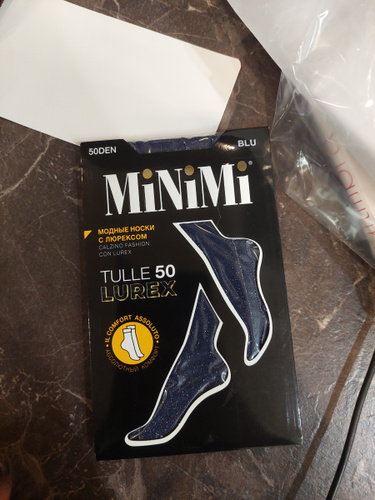 50DEN
BLU
MiNiMi®
МОДНЫЕ НОСКИ
С ЛЮРЕКСОМ
CALZINO FASHION
CON LUREX
TULLE 50
LUREX
IL COMFORT ASSOLUTO
АБСОЛЮТНЫЙ КОМФОРТ